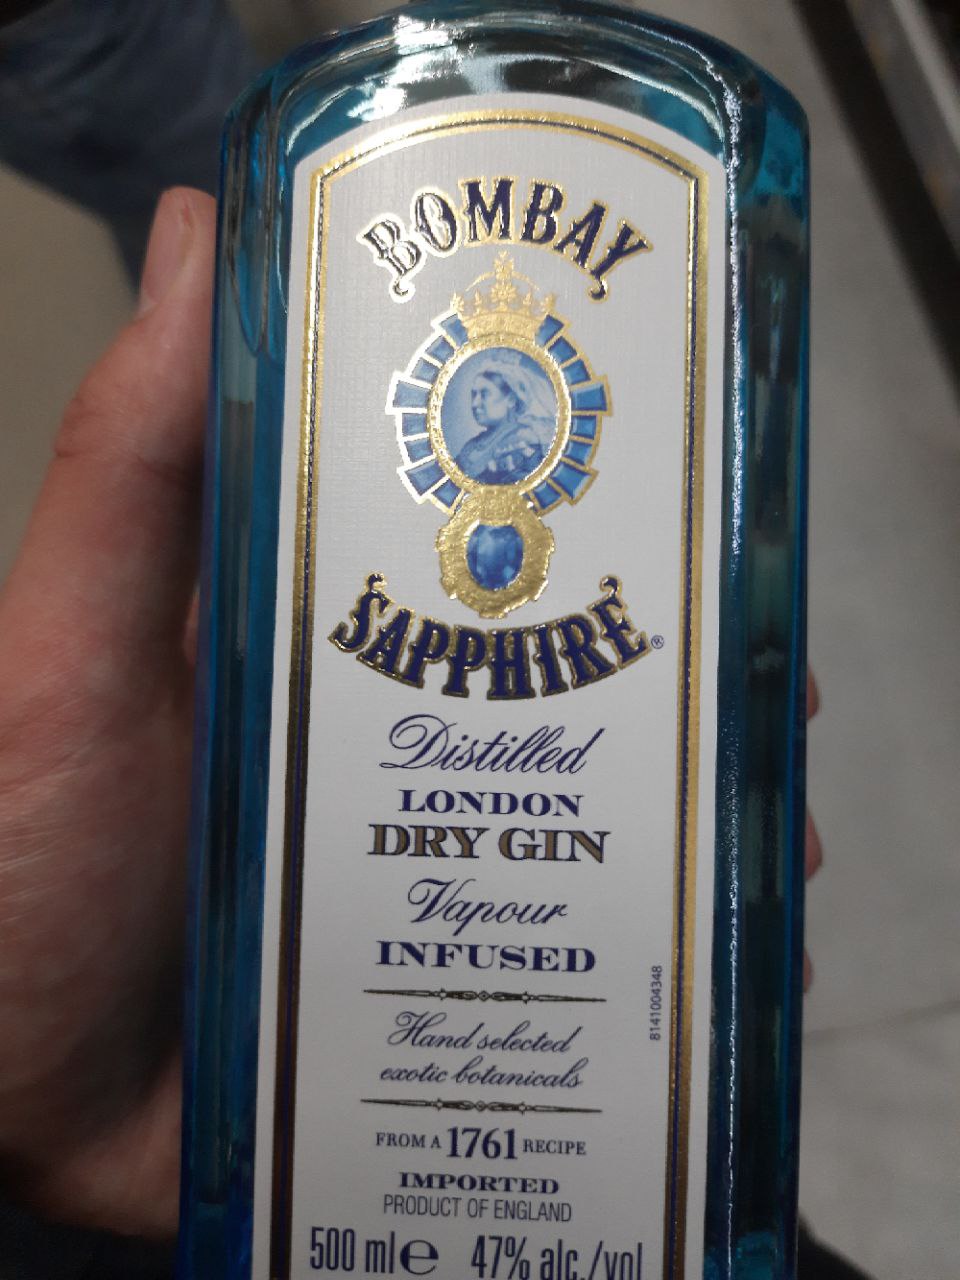 BOMBAY
SAPPHIRE®
Distilled
LONDON
DRY GIN
Vapour
INFUSED
Hand selected
exotic botanicals
FROM A 1761 RECIPE
IMPORTED
PRODUCT OF ENGLAND
500 ml e 47% alc./vol
8141004348